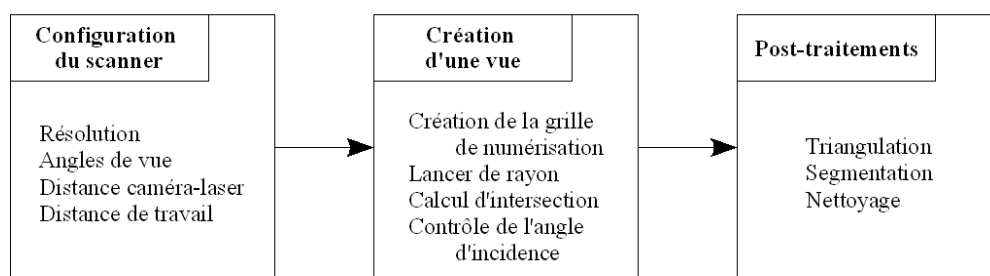 Configuration
du scanner
Résolution
Angles de vue
Distance caméra-laser
Distance de travail
Création
d'une vue
Création de la grille
de numérisation
Lancer de rayon
Calcul d'intersection
Contrôle de l'angle
d'incidence
Post-traitements
Triangulation
Segmentation
Nettoyage